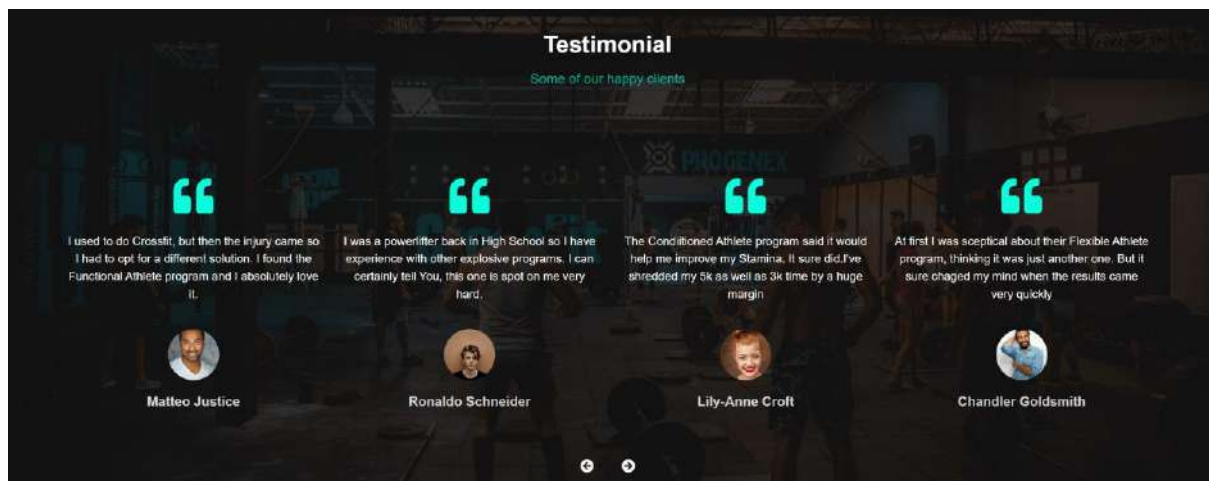 Testimonial
Some of our happy clients
PROGENEX
I used to do Crossfit, but then the injury came so
I had to opt for a different solution. I found the
Functional Athlete program and I absolutely love
it.
Matteo Justice
I was a powerlifter back in High School so I have
experience with other explosive programs. I can
certainly tell You, this one is spot on me very
hard.
Ronaldo Schneider
The Conditioned Athlete program said it would
help me improve my Stamina. It sure did.I've
shredded my 5k as well as 3k time by a huge
margin
Lily-Anne Croft
At first I was sceptical about their Flexible Athlete
program, thinking it was just another one. But it
sure chaged my mind when the results came
very quickly
Chandler Goldsmith